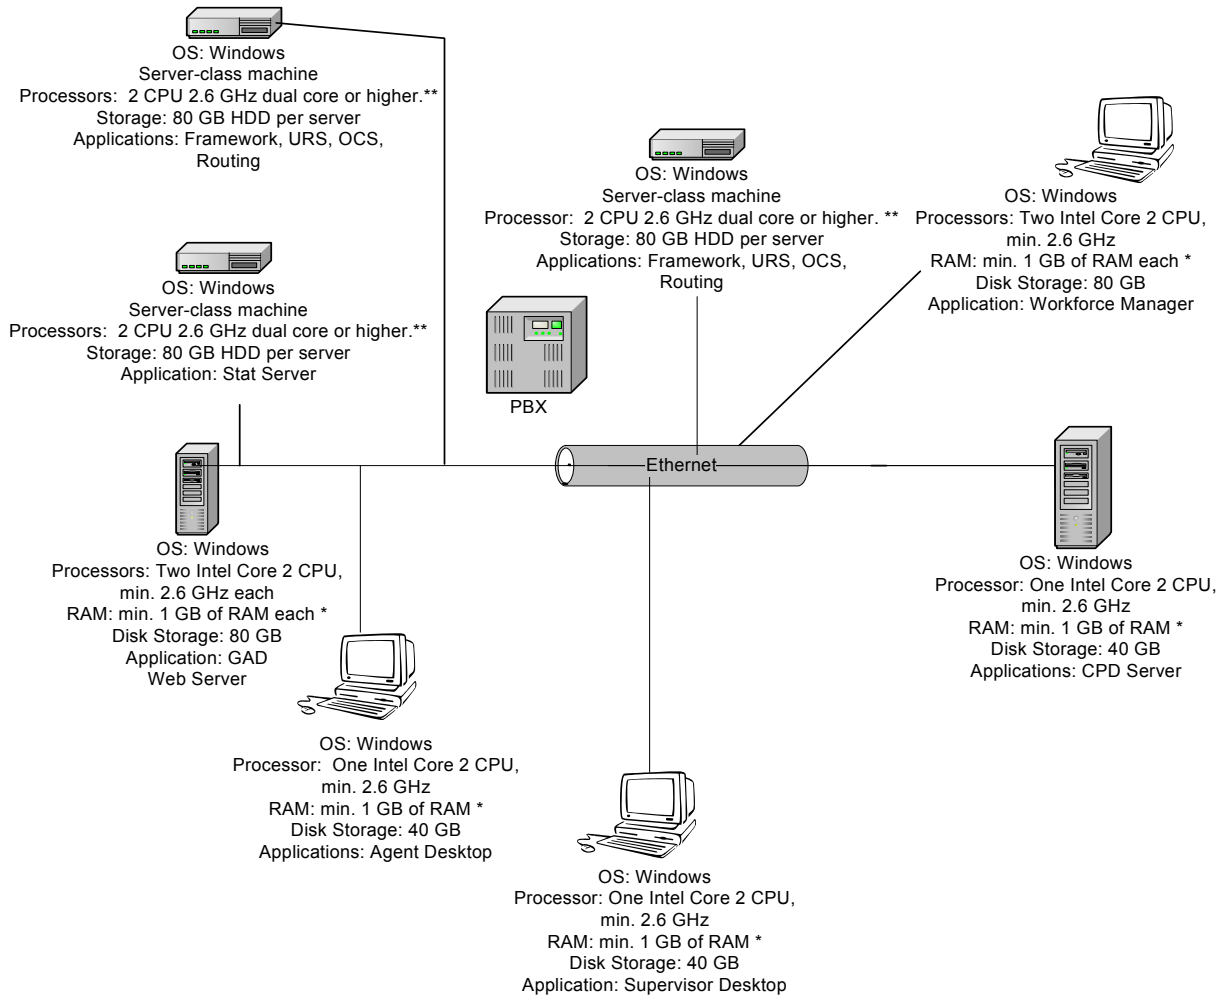 OS: Windows
Server-class machine
Processors:  2 CPU 2.6 GHz dual core or higher.**
Storage: 80 GB HDD per server
Applications: Framework, URS, OCS,
Routing
OS: Windows
Server-class machine
Processor:  2 CPU 2.6 GHz dual core or higher. **
Storage: 80 GB HDD per server
Applications: Framework, URS, OCS,
Routing
OS: Windows
Processors: Two Intel Core 2 CPU,
min. 2.6 GHz
RAM: min. 1 GB of RAM each *
Disk Storage: 80 GB
Application: Workforce Manager
OS: Windows
Server-class machine
Processors:  2 CPU 2.6 GHz dual core or higher.**
Storage: 80 GB HDD per server
Application: Stat Server
PBX
Ethernet
OS: Windows
Processors: Two Intel Core 2 CPU,
min. 2.6 GHz each
RAM: min. 1 GB of RAM each *
Disk Storage: 80 GB
Application: GAD
Web Server
OS: Windows
Processor: One Intel Core 2 CPU,
min. 2.6 GHz
RAM: min. 1 GB of RAM *
Disk Storage: 40 GB
Applications: CPD Server
OS: Windows
Processor:  One Intel Core 2 CPU,
min. 2.6 GHz
RAM: min. 1 GB of RAM *
Disk Storage: 40 GB
Applications: Agent Desktop
OS: Windows
Processor: One Intel Core 2 CPU,
min. 2.6 GHz
RAM: min. 1 GB of RAM *
Disk Storage: 40 GB
Application: Supervisor Desktop